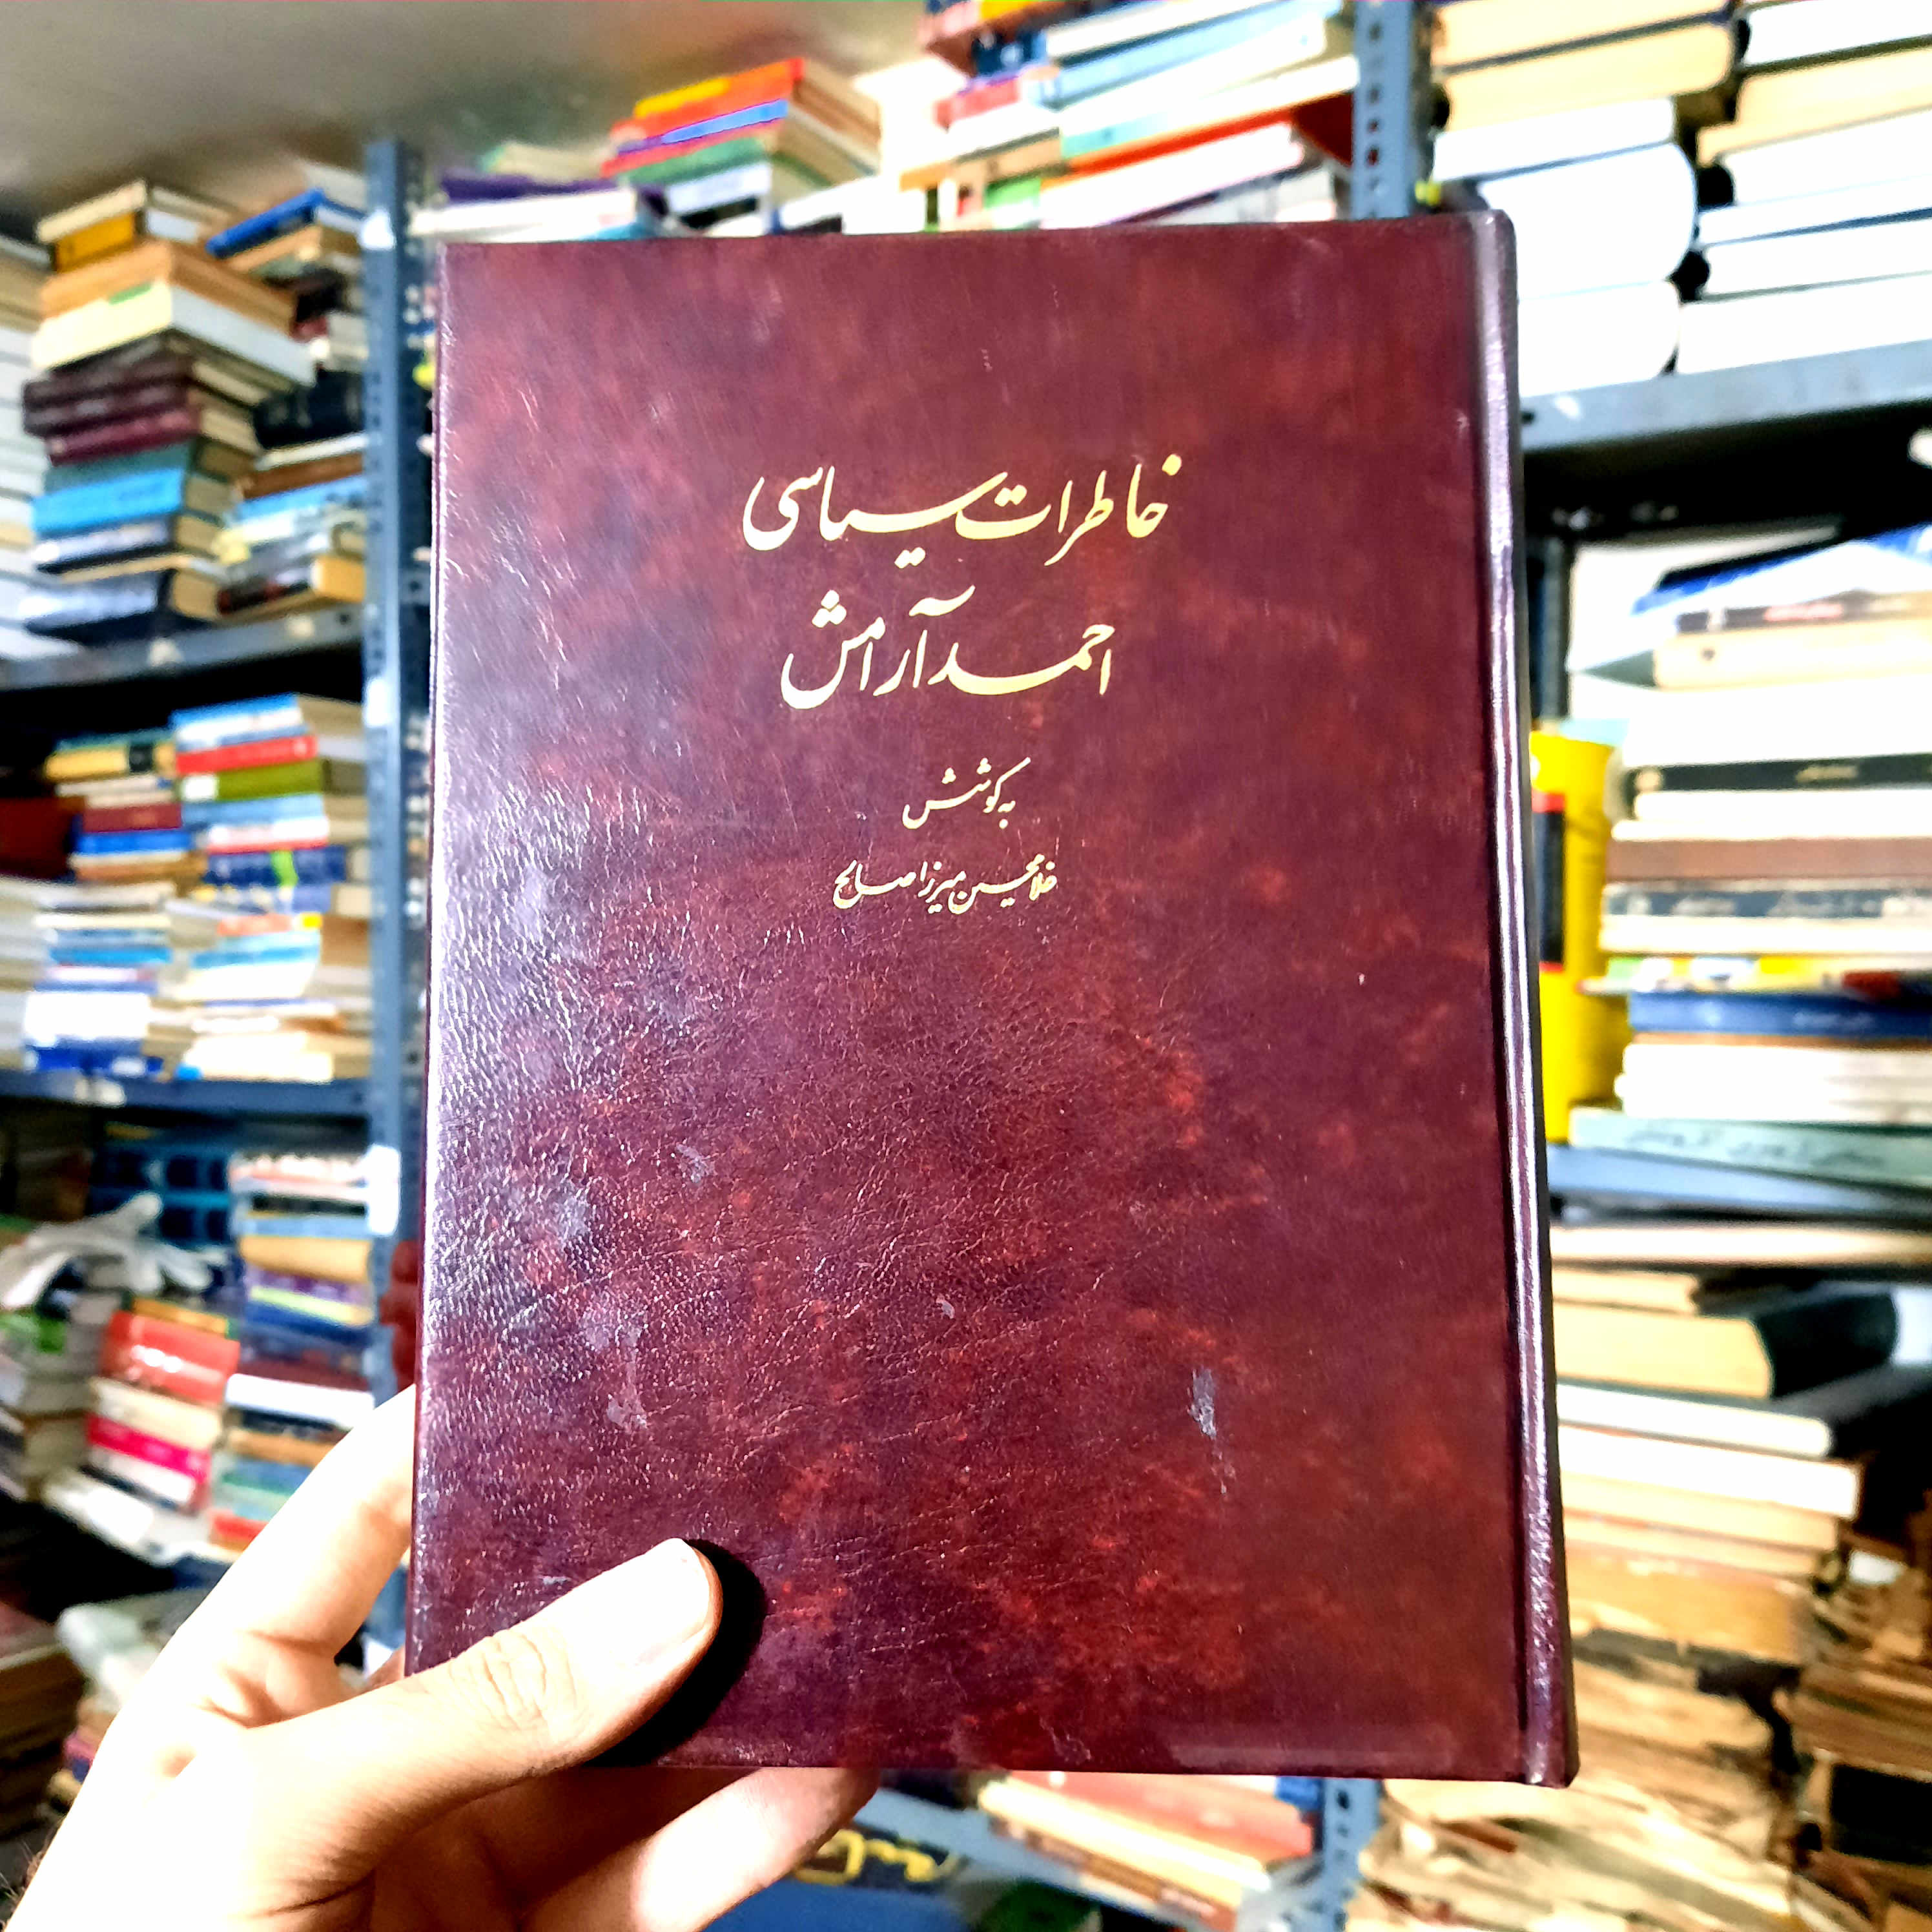 خاطرات سیاسی
احمد آرامش
به کوشش
غلامحسین میرزا صالح